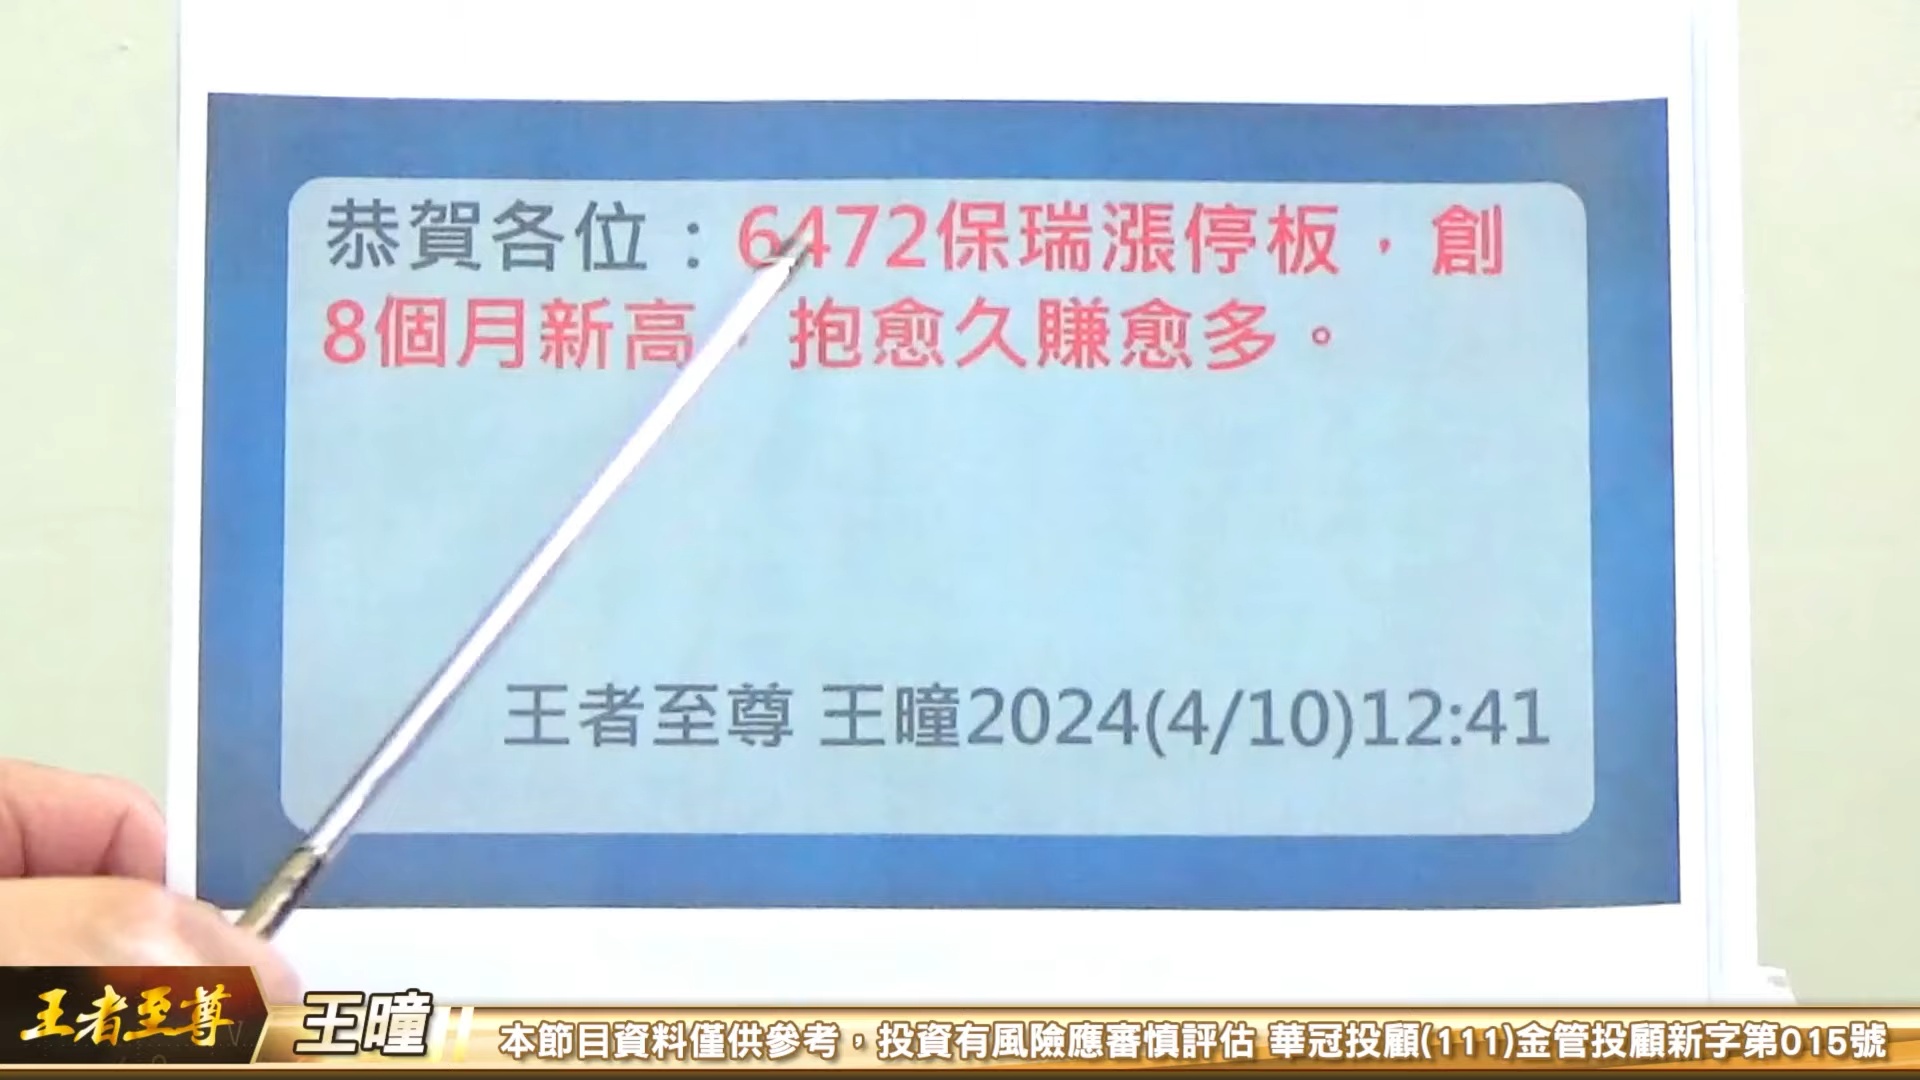 恭賀各位：6472保瑞漲停板，創
8個月新高，抱愈久賺愈多。
王者至尊 王曈2024(4/10)12:41
王者至尊
王曈
本節目資料僅供參考，投資有風險應審慎評估 華冠投顧(111)金管投顧新字第015號